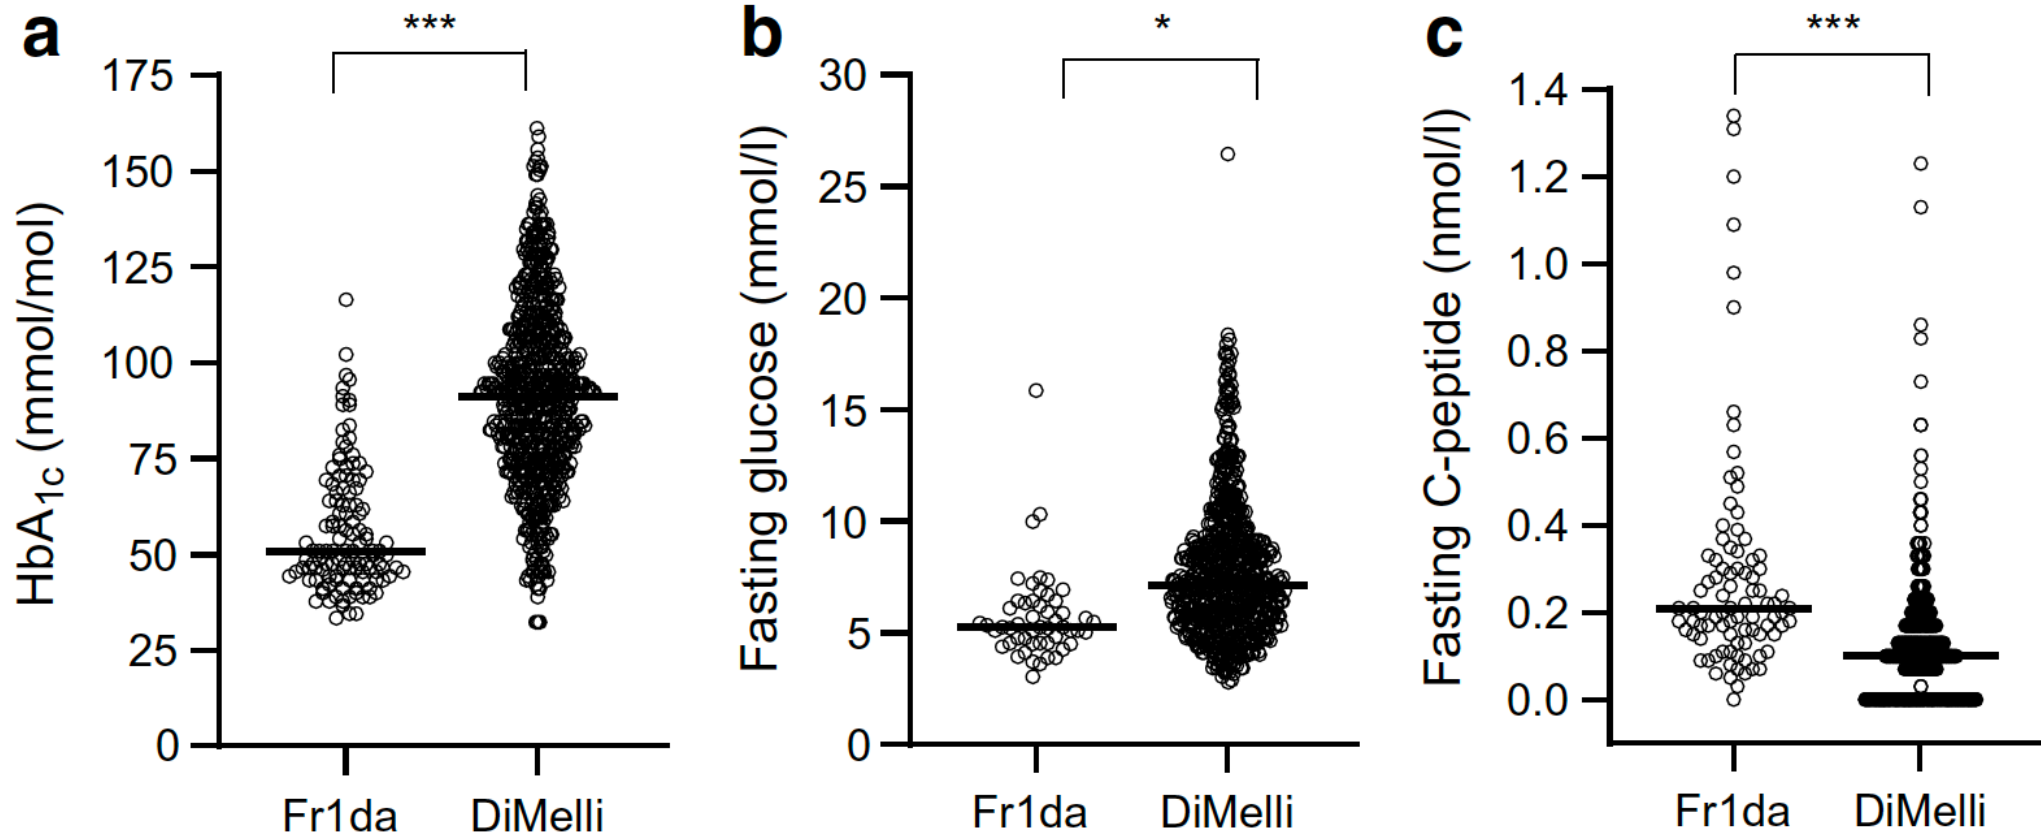 a
***
175
150
125
100
75
50
25
0
HbA1c (mmol/mol)
Fr1da
DiMelli
b
*
30
25
20
15
10
5
0
Fasting glucose (mmol/l)
Fr1da
DiMelli
c
***
1.4
1.2
1.0
0.8
0.6
0.4
0.2
0.0
Fasting C-peptide (nmol/l)
Fr1da
DiMelli